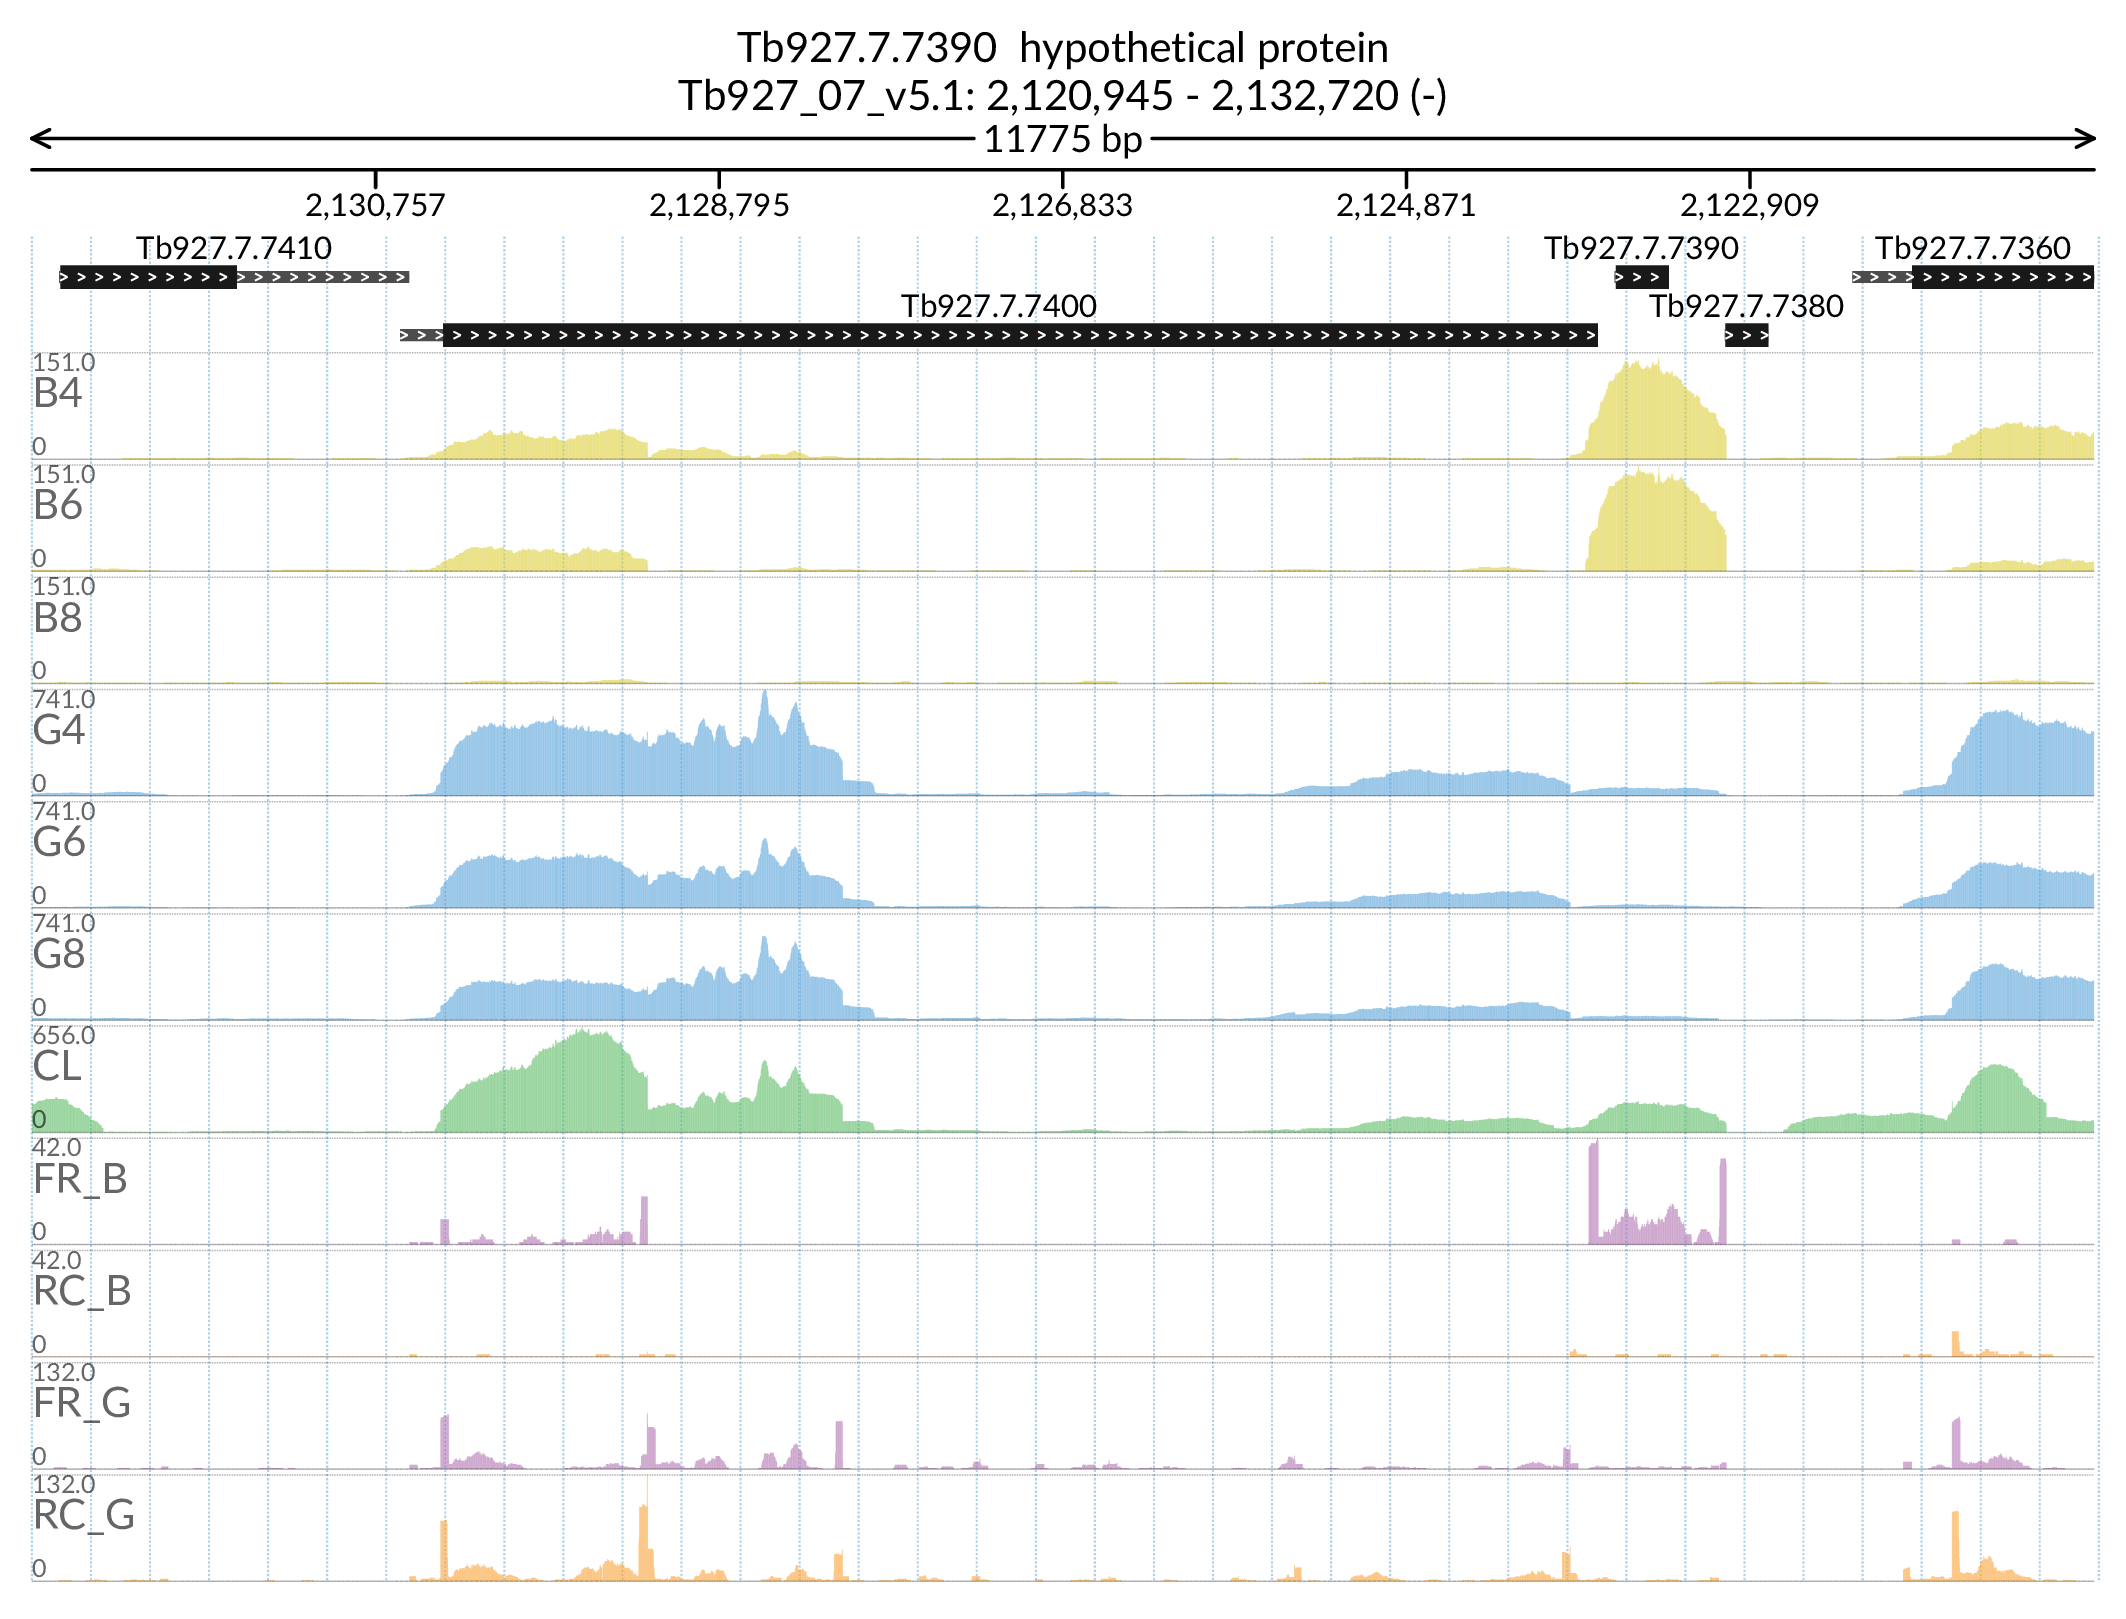 Tb927.7.7390  hypothetical protein
Tb927_07_v5.1: 2,120,945 - 2,132,720 (-)
11775 bp
2,130,757 2,128,795 2,126,833 2,124,871 2,122,909
Tb927.7.7410 Tb927.7.7390 Tb927.7.7360
Tb927.7.7400 Tb927.7.7380
151.0
B4
0
151.0
B6
0
151.0
B8
0
741.0
G4
0
741.0
G6
0
741.0
G8
0
656.0
CL
0
42.0
FR_B
0
42.0
RC_B
0
132.0
FR_G
0
132.0
RC_G
0